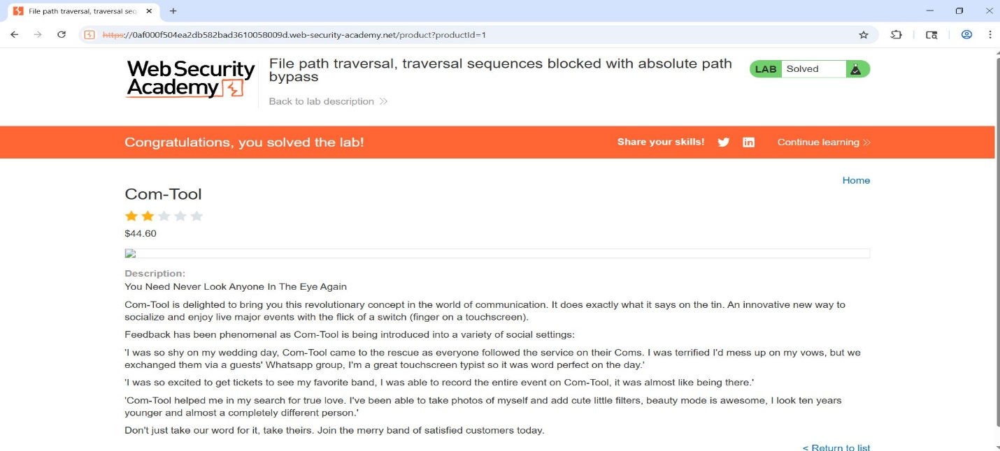 File path traversal, traversal seq
https://0af000f504ea2db582bad3610058009d.web-security-academy.net/product?productId=1
Web Security
Academy
File path traversal, traversal sequences blocked with absolute path
bypass
LAB Solved
Back to lab description
Congratulations, you solved the lab!
Share your skills!
Continue learning
Home
Com-Tool
$44.60
Description:
You Need Never Look Anyone In The Eye Again
Com-Tool is delighted to bring you this revolutionary concept in the world of communication. It does exactly what it says on the tin. An innovative new way to
socialize and enjoy live major events with the flick of a switch (finger on a touchscreen).
Feedback has been phenomenal as Com-Tool is being introduced into a variety of social settings:
'I was so shy on my wedding day, Com-Tool came to the rescue as everyone followed the service on their Coms. I was terrified I'd mess up on my vows, but we
exchanged them via a guests' Whatsapp group, I'm a great touchscreen typist so it was word perfect on the day.'
'I was so excited to get tickets to see my favorite band, I was able to record the entire event on Com-Tool, it was almost like being there.'
'Com-Tool helped me in my search for true love. I've been able to take photos of myself and add cute little filters, beauty mode is awesome, I look ten years
younger and almost a completely different person.'
Don't just take our word for it, take theirs. Join the merry band of satisfied customers today.
< Return to list